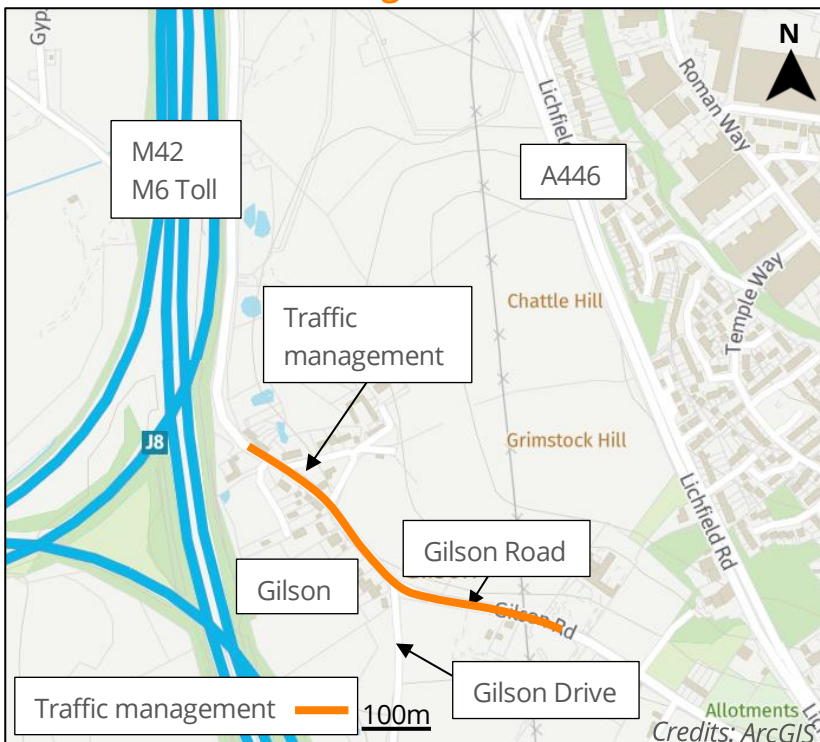 Gyp
N
Lichfield
Roman Way
M42
M6 Toll
A446
Temple Way
Chattle Hill
Traffic
management
Grimstock Hill
J8
Lichfield Rd
Gilson Road
Gilson
Gilson Rd
Gilson Drive
Traffic management
100m
Allotments
Credits: ArcGIS